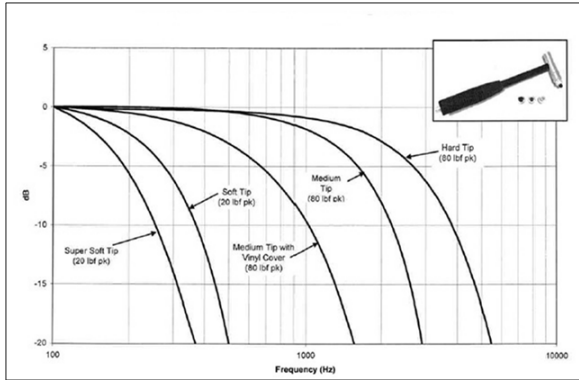 5
0
-5
-10
-15
-20
dB
Hard Tip
(80 lbf pk)
Medium
Tip
(80 lbf pk)
Soft Tip
(20 lbf pk)
Super Soft Tip
(20 lbf pk)
Medium Tip with
Vinyl Cover
(80 lbf pk)
100
1000
10000
Frequency (Hz)